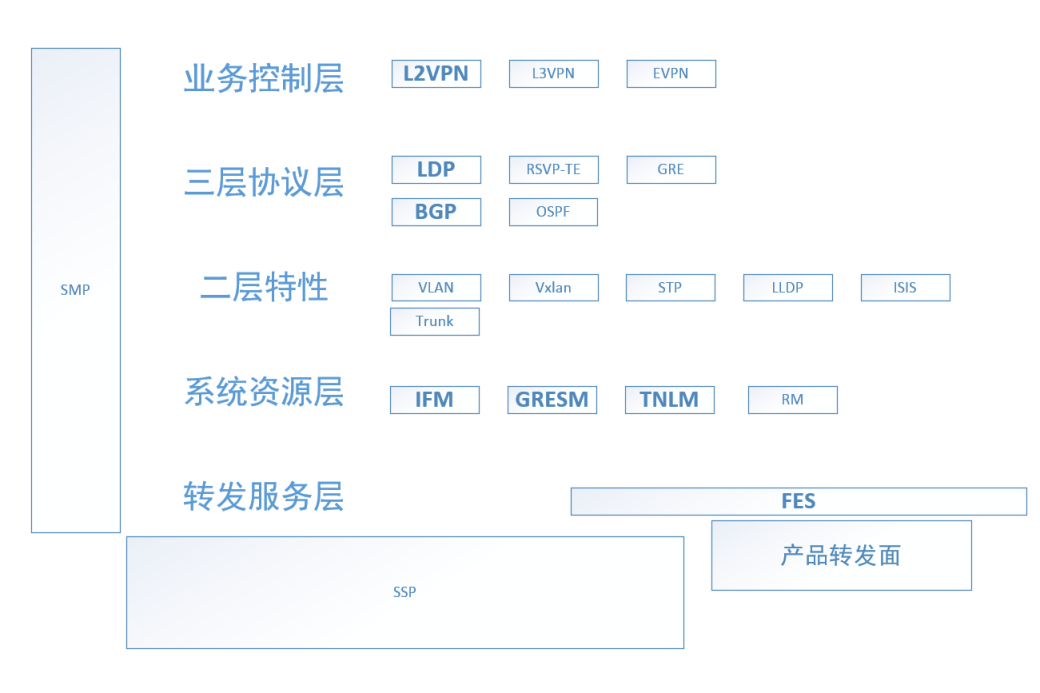 业务控制层 L2VPN L3VPN EVPN
三层协议层 LDP RSVP-TE GRE
BGP OSPF
SMP 二层特性 VLAN Vxlan STP LLDP ISIS
Trunk
系统资源层 IFM GRESM TNLM RM
转发服务层 FES
产品转发面
SSP